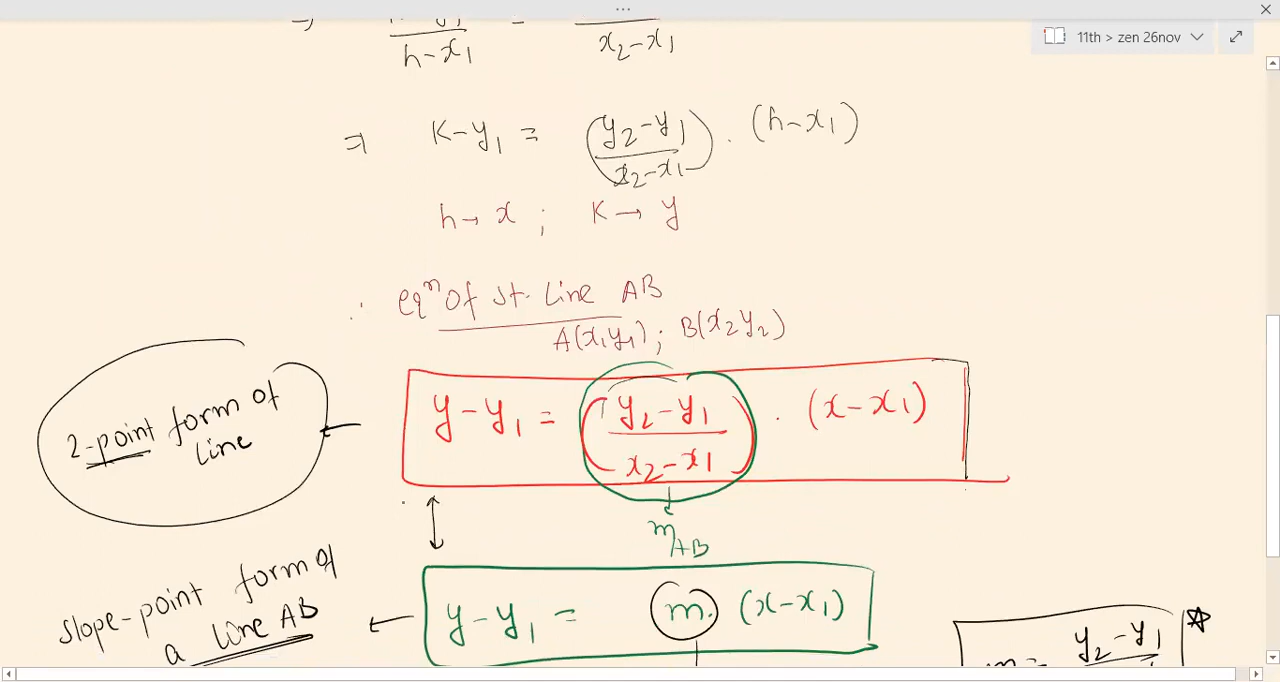 11th > zen 26nov
h-x1 = x2-x1
⇒ K-y1 = (y2-y1 / x2-x1) . (h-x1)
h→ x ; K→ y
∴ eqn Of St. Line AB
A(x1y1) ; B(x2y2)
2-point form of
line
y-y1 = (y2-y1 / x2-x1) . (x-x1)
mAB
slope-point form of
a line AB
y-y1 = m. (x-x1)
m = y2-y1